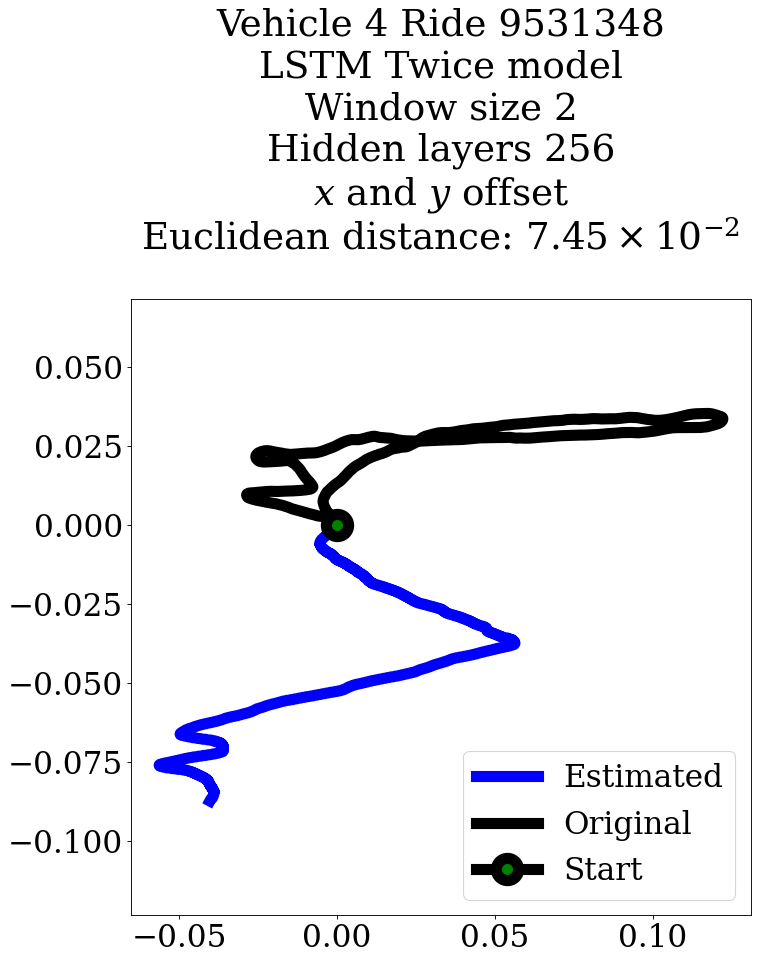 Vehicle 4 Ride 9531348
LSTM Twice model
Window size 2
Hidden layers 256
x and y offset
Euclidean distance: 7.45 × 10⁻²
0.050
0.025
0.000
−0.025
−0.050
−0.075
−0.100
Estimated
Original
Start
−0.05 0.00 0.05 0.10